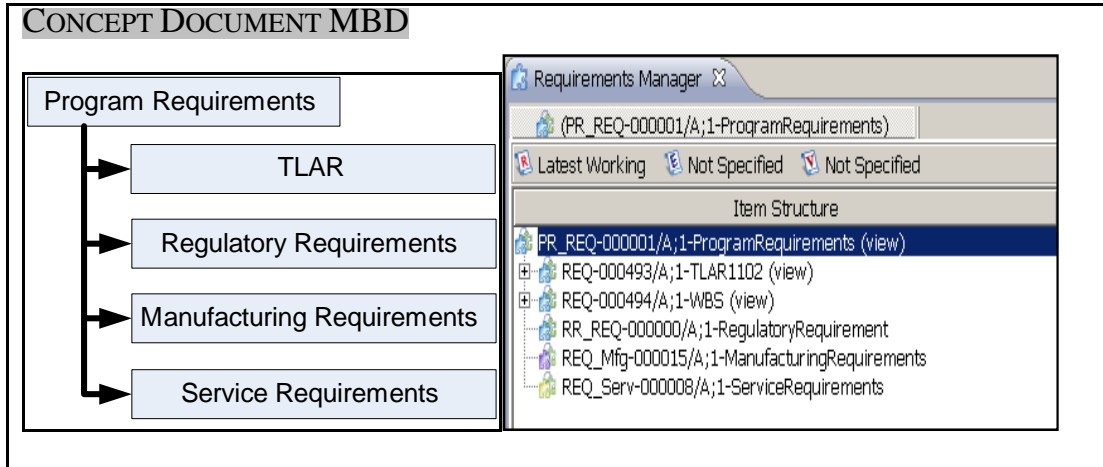 CONCEPT DOCUMENT MBD
Program Requirements
TLAR
Regulatory Requirements
Manufacturing Requirements
Service Requirements
Requirements Manager
(PR_REQ-000001/A;1-ProgramRequirements)
Latest Working Not Specified Not Specified
Item Structure
PR_REQ-000001/A;1-ProgramRequirements (view)
REQ-000493/A;1-TLAR1102 (view)
REQ-000494/A;1-WBS (view)
RR_REQ-000000/A;1-RegulatoryRequirement
REQ_Mfg-000015/A;1-ManufacturingRequirements
REQ_Serv-000008/A;1-ServiceRequirements